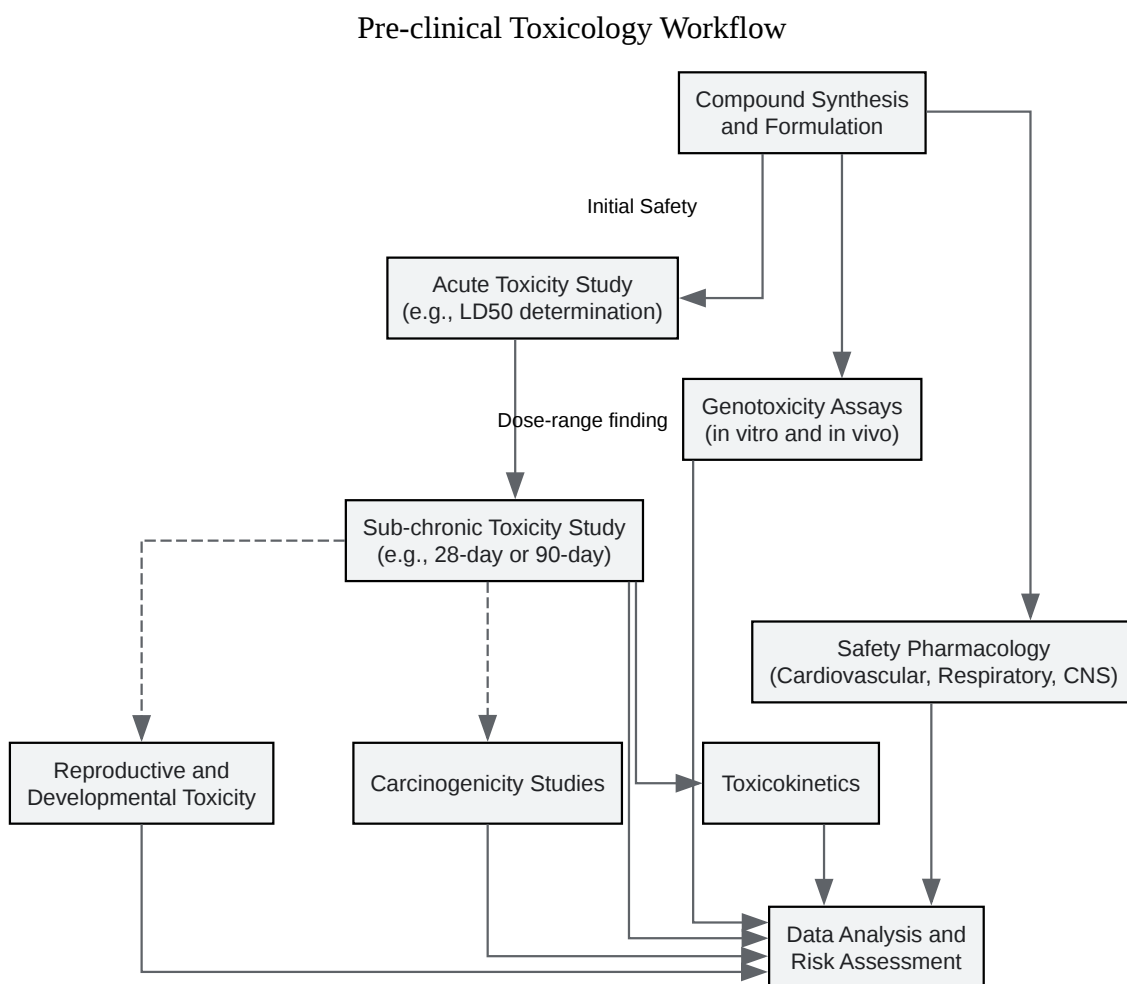 Pre-clinical Toxicology Workflow
Compound Synthesis
and Formulation
Initial Safety
Acute Toxicity Study
(e.g., LD50 determination)
Dose-range finding
Genotoxicity Assays
(in vitro and in vivo)
Sub-chronic Toxicity Study
(e.g., 28-day or 90-day)
Safety Pharmacology
(Cardiovascular, Respiratory, CNS)
Reproductive and
Developmental Toxicity
Carcinogenicity Studies
Toxicokinetics
Data Analysis and
Risk Assessment